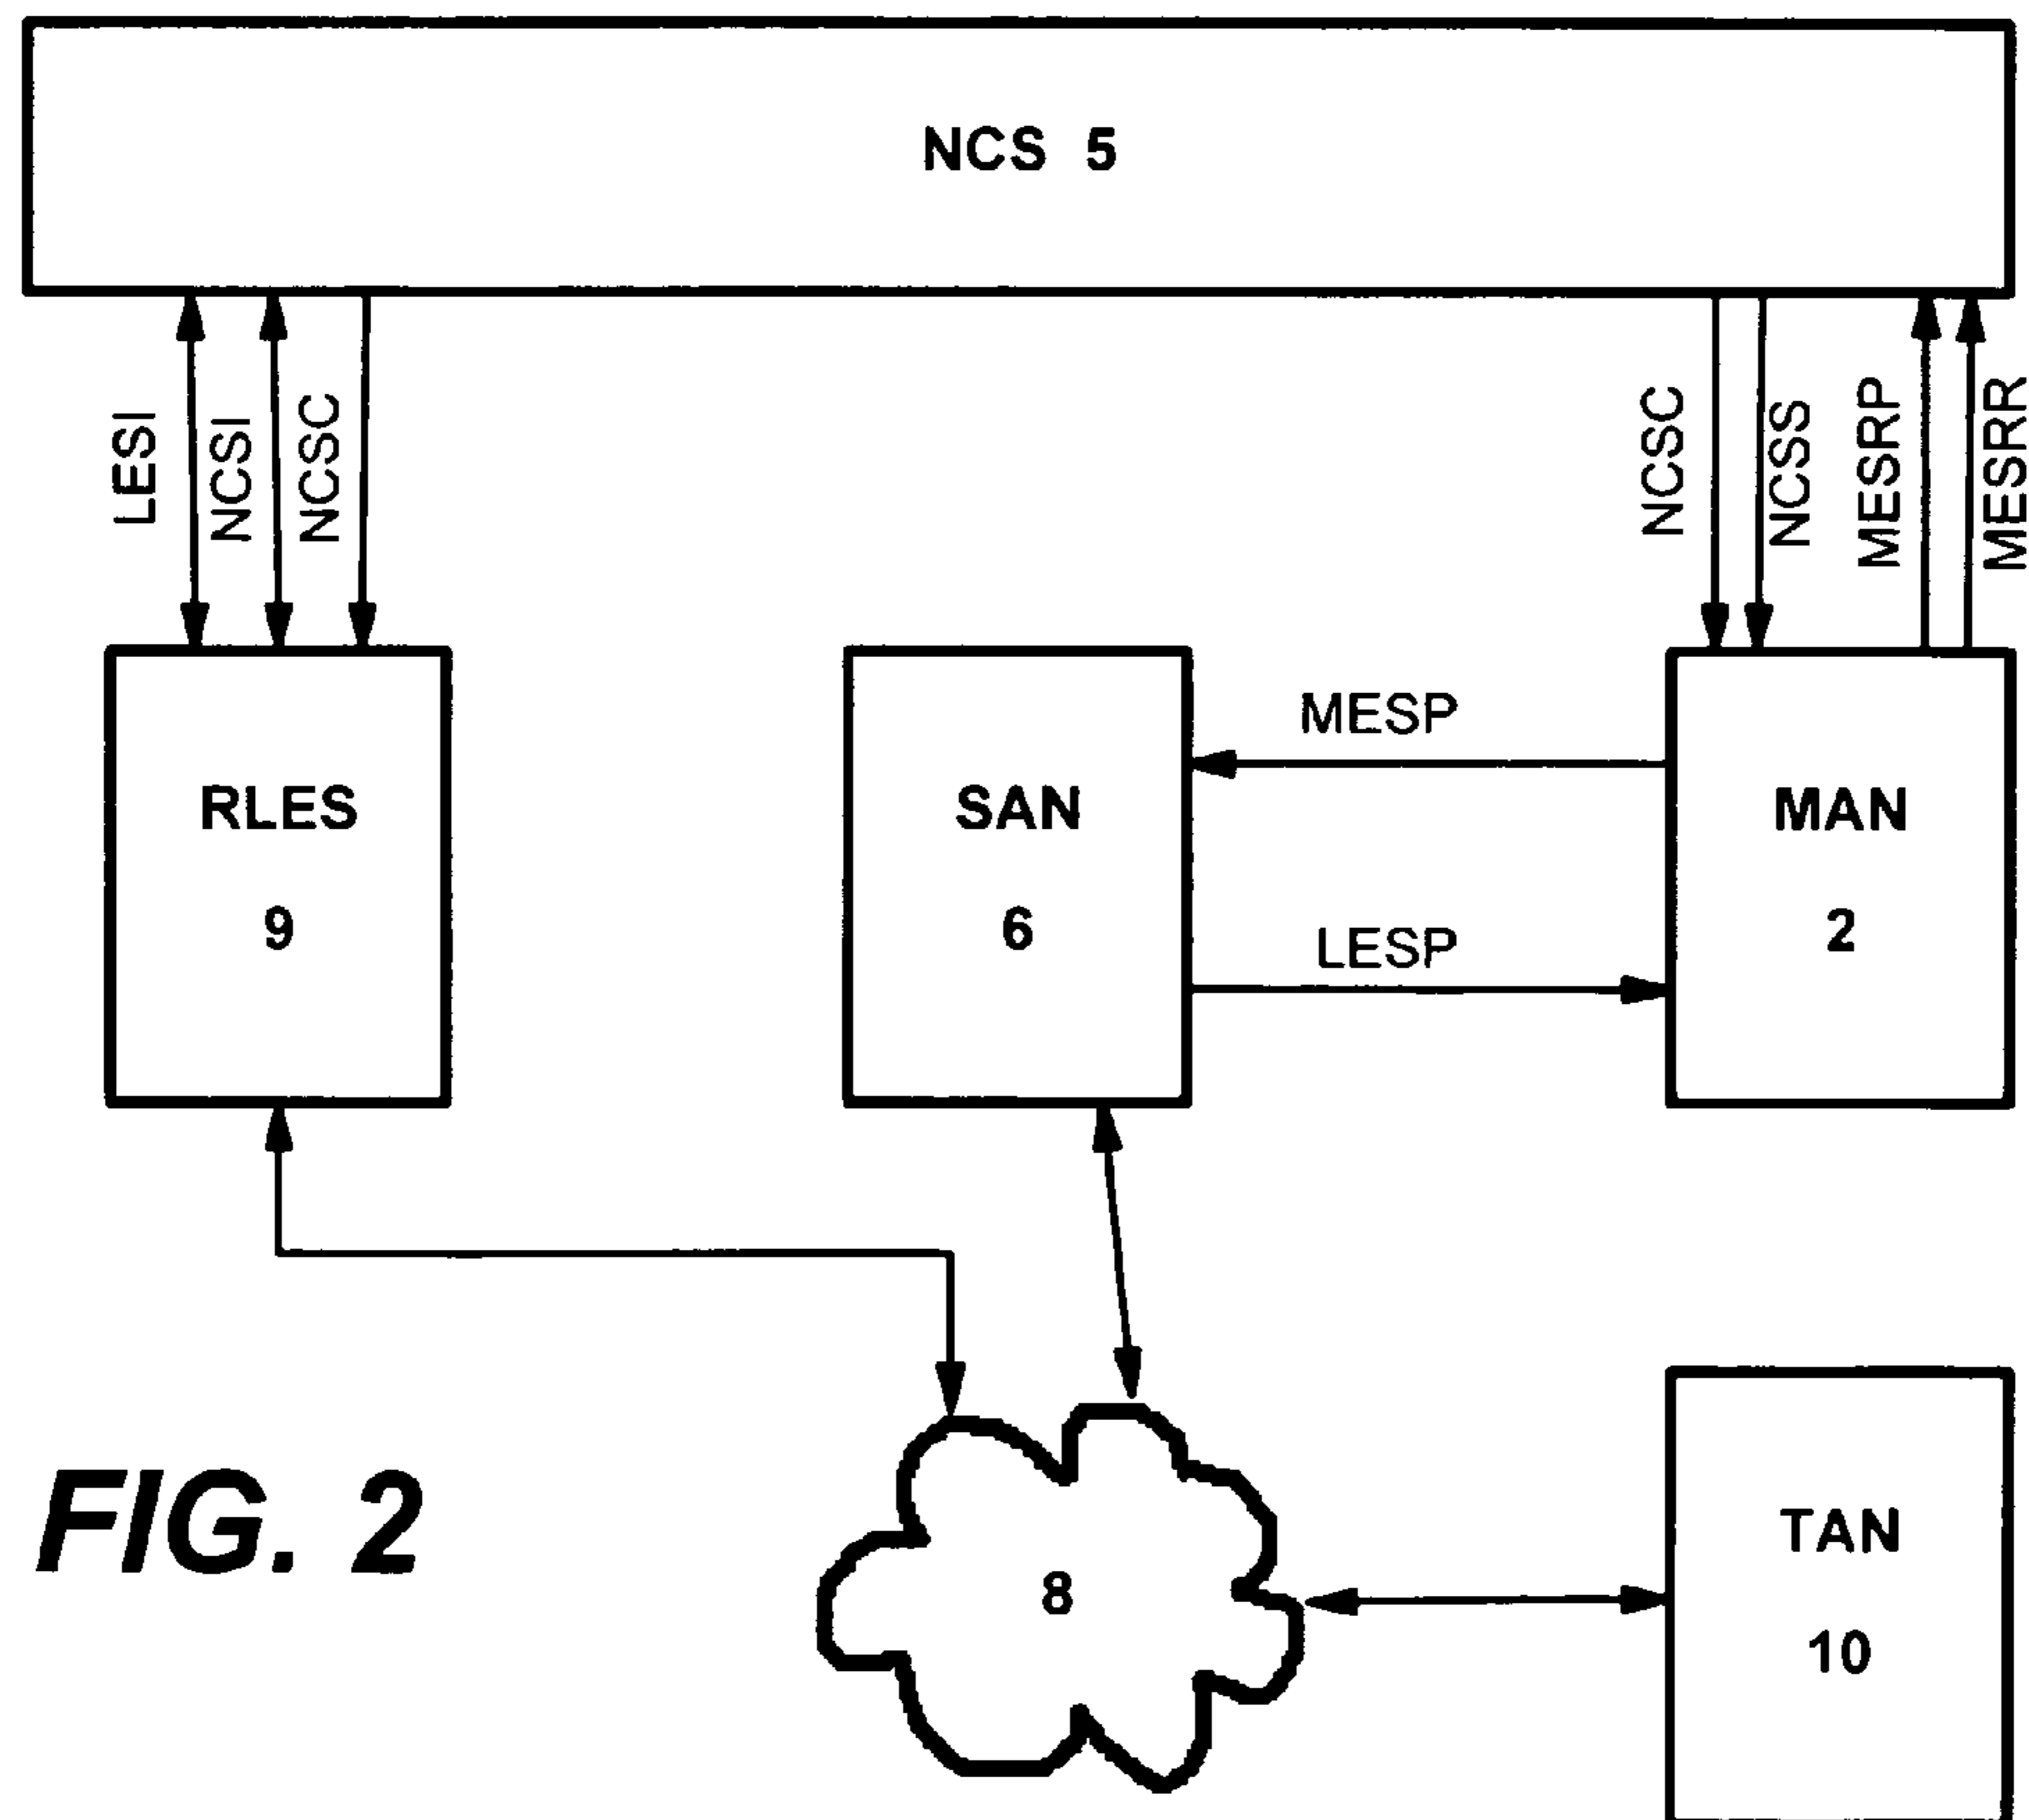 NCS 5
LESI
NCSI
NCSC
NCSC
NCSS
MESRP
MESRR
RLES
9
SAN
6
MAN
2
MESP
LESP
8
TAN
10
FIG. 2